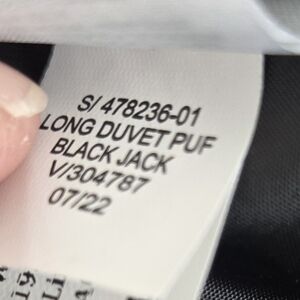 S/ 478236-01
LONG DUVET PUF
BLACK JACK
V/304787
07/22